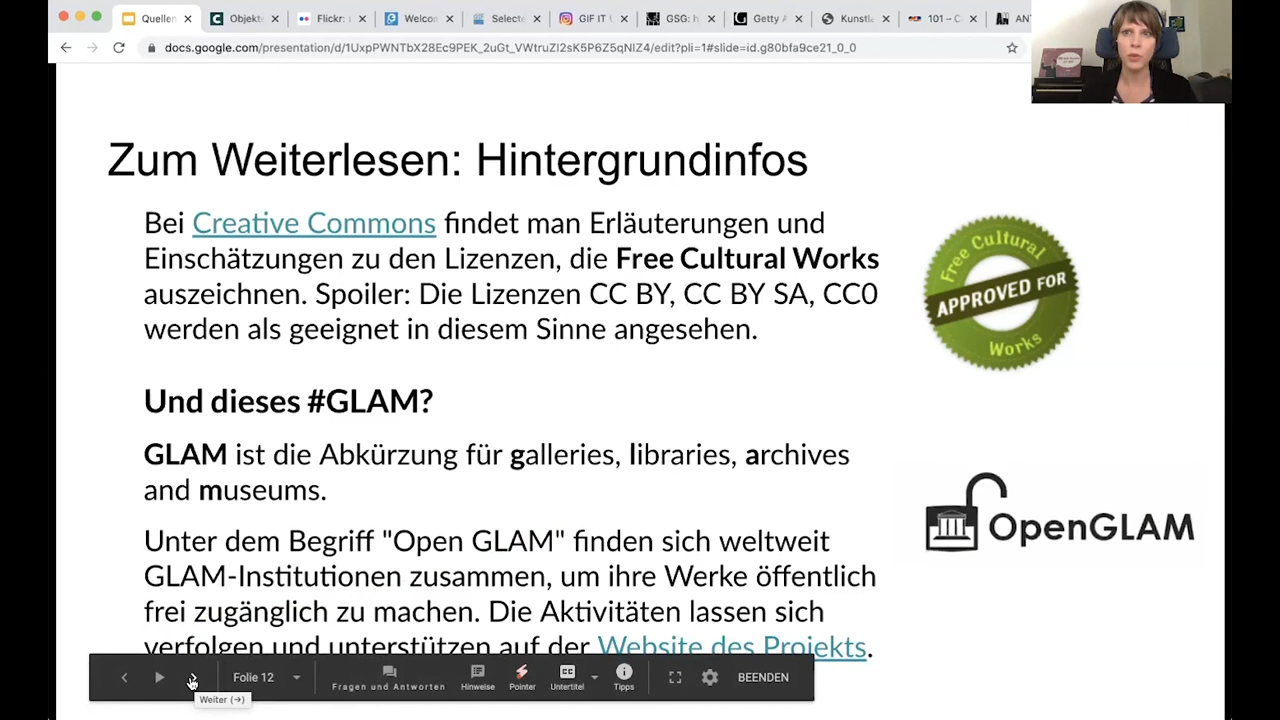 Quellen
Objekt
Flickr:
Welco
Select
GIF IT
GSG: h
Getty
Kunstla
101 – C
AN
docs.google.com/presentation/d/1UxpPWNTbX28Ec9PEK_2uGt_VWtruZI2sK5P6Z5qNIZ4/edit?pli=1#slide=id.g80bfa9ce21_0_0
Zum Weiterlesen: Hintergrundinfos
Bei Creative Commons findet man Erläuterungen und
Einschätzungen zu den Lizenzen, die Free Cultural Works
auszeichnen. Spoiler: Die Lizenzen CC BY, CC BY SA, CC0
werden als geeignet in diesem Sinne angesehen.
Free Cultural
APPROVED FOR
Works
Und dieses #GLAM?
GLAM ist die Abkürzung für galleries, libraries, archives
and museums.
OpenGLAM
Unter dem Begriff "Open GLAM" finden sich weltweit
GLAM-Institutionen zusammen, um ihre Werke öffentlich
frei zugänglich zu machen. Die Aktivitäten lassen sich
verfolgen und unterstützen auf der Website des Projekts.
Folie 12
Fragen und Antworten
Hinweise
Pointer
Untertitel
Tipps
BEENDEN
Weiter (→)